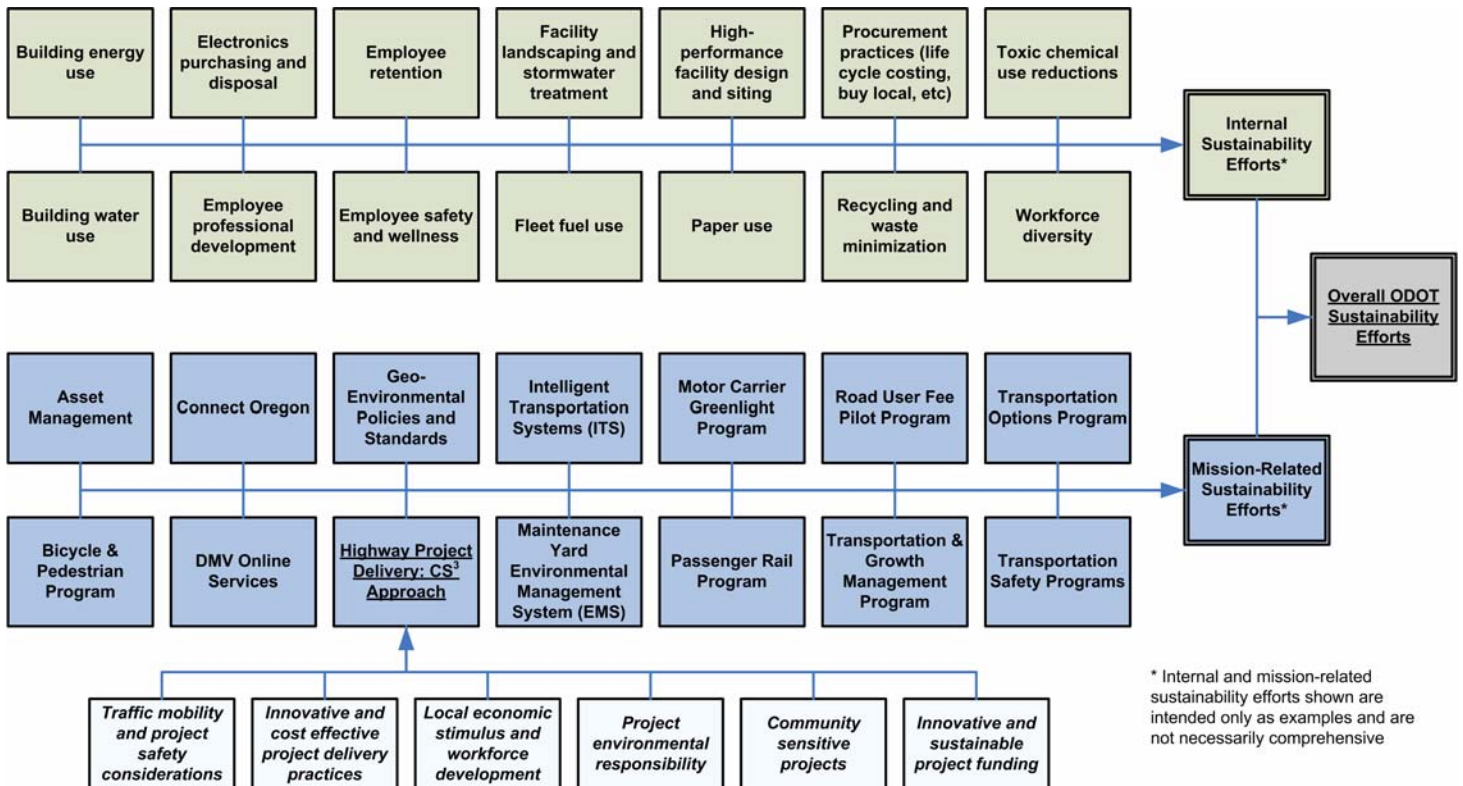 Building energy
use
Electronics
purchasing and
disposal
Employee
retention
Facility
landscaping and
stormwater
treatment
High-
performance
facility design
and siting
Procurement
practices (life
cycle costing,
buy local, etc)
Toxic chemical
use reductions
Internal
Sustainability
Efforts*
Building water
use
Employee
professional
development
Employee safety
and wellness
Fleet fuel use
Paper use
Recycling and
waste
minimization
Workforce
diversity
Overall ODOT
Sustainability
Efforts
Asset
Management
Connect Oregon
Geo-
Environmental
Policies and
Standards
Intelligent
Transportation
Systems (ITS)
Motor Carrier
Greenlight
Program
Road User Fee
Pilot Program
Transportation
Options Program
Mission-Related
Sustainability
Efforts*
Bicycle &
Pedestrian
Program
DMV Online
Services
Highway Project
Delivery: CS³
Approach
Maintenance
Yard
Environmental
Management
System (EMS)
Passenger Rail
Program
Transportation &
Growth
Management
Program
Transportation
Safety Programs
Traffic mobility
and project
safety
considerations
Innovative and
cost effective
project delivery
practices
Local economic
stimulus and
workforce
development
Project
environmental
responsibility
Community
sensitive
projects
Innovative and
sustainable
project funding
* Internal and mission-related
sustainability efforts shown are
intended only as examples and are
not necessarily comprehensive